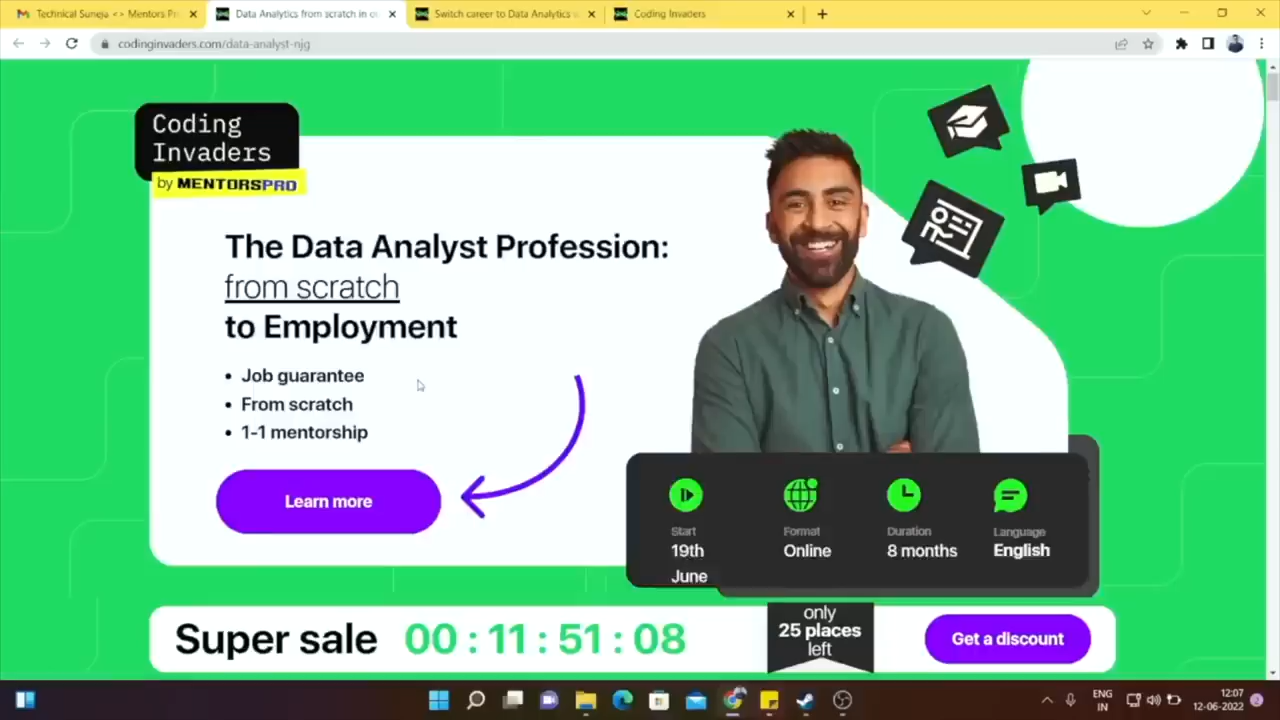 Technical Suneja <> Mentors Pr
Data Analytics from scratch in o
Switch career to Data Analytics
Coding Invaders
codinginvaders.com/data-analyst-njg
Coding
Invaders
by MENTORSPRO
The Data Analyst Profession:
from scratch
to Employment
• Job guarantee
• From scratch
• 1-1 mentorship
Learn more
Start
19th
June
Format
Online
Duration
8 months
Language
English
Super sale 00 : 11 : 51 : 08
only
25 places
left
Get a discount
ENG
IN
12:07
12-06-2022